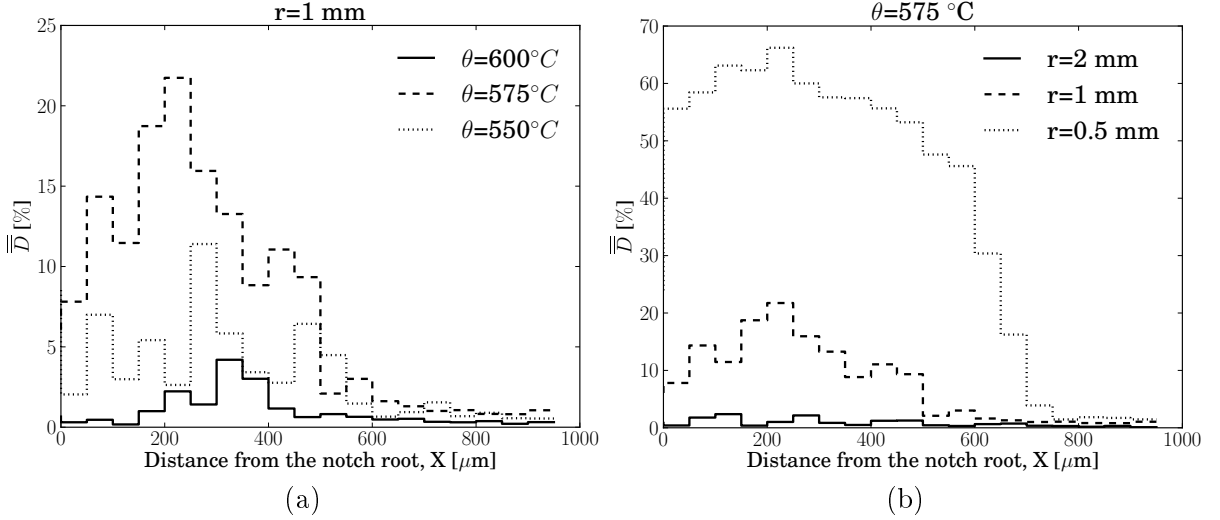 r=1 mm
25
20
15
10
5
0
D [%]
θ=600°C
θ=575°C
θ=550°C
0 200 400 600 800 1000
Distance from the notch root, X [μm]
(a)
θ=575 °C
70
60
50
40
30
20
10
0
D [%]
r=2 mm
r=1 mm
r=0.5 mm
0 200 400 600 800 1000
Distance from the notch root, X [μm]
(b)